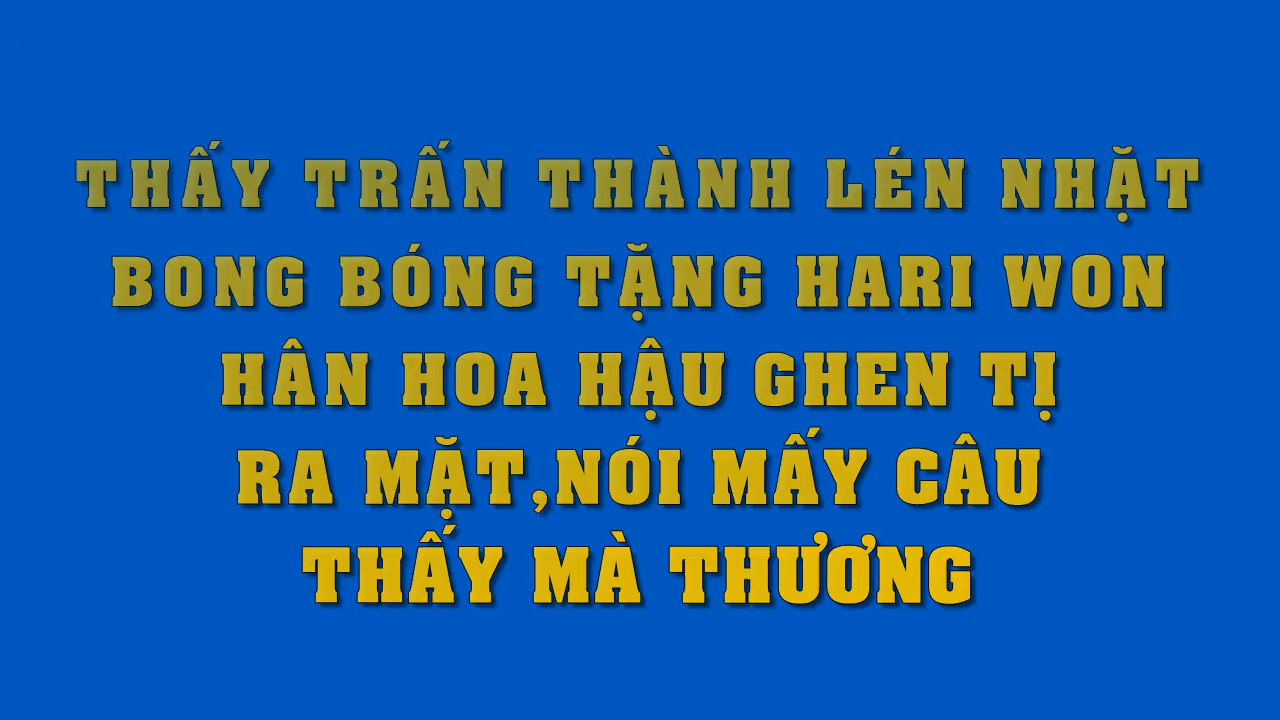 THẤY TRẤN THÀNH LÉN NHẶT
BONG BÓNG TẶNG HARI WON
HÂN HOA HẬU GHEN TỊ
RA MẶT,NÓI MẤY CÂU
THẤY MÀ THƯƠNG